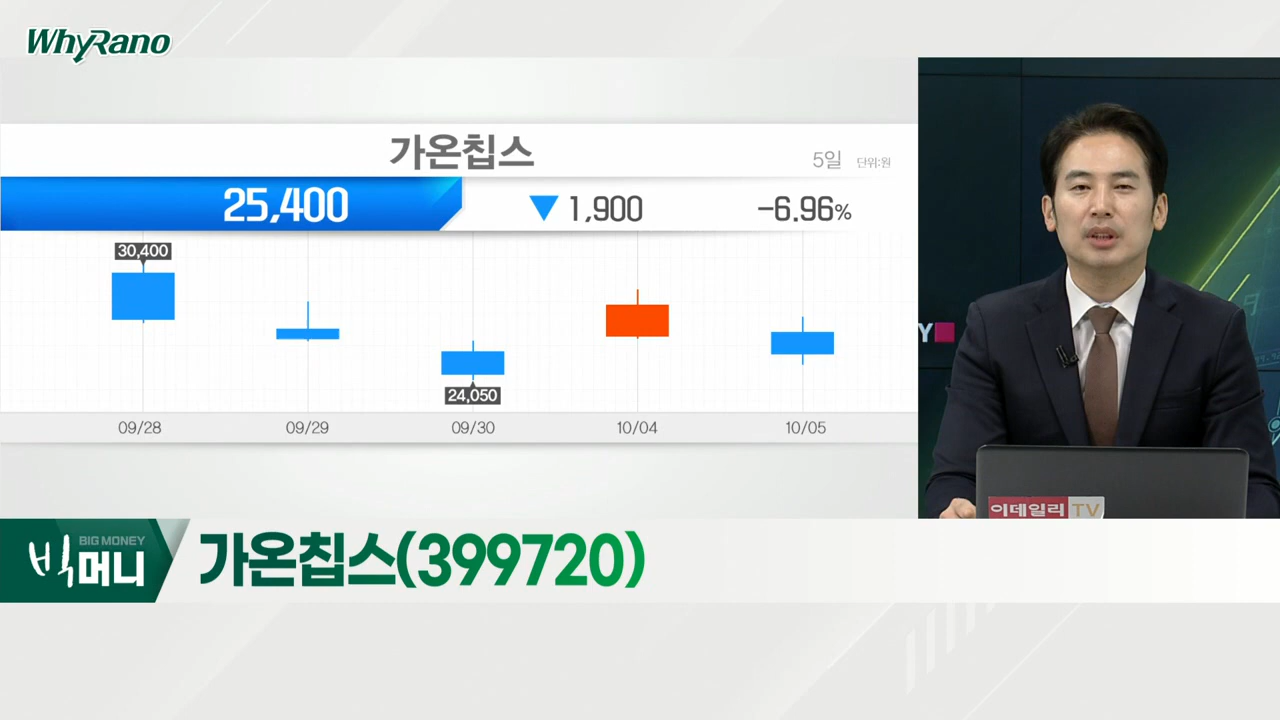 WhyRano
가온칩스
5일 단위:원
25,400 ▼ 1,900 -6.96%
30,400
24,050
09/28 09/29 09/30 10/04 10/05
Y
이데일리 TV
BIG MONEY
빅머니
가온칩스(399720)